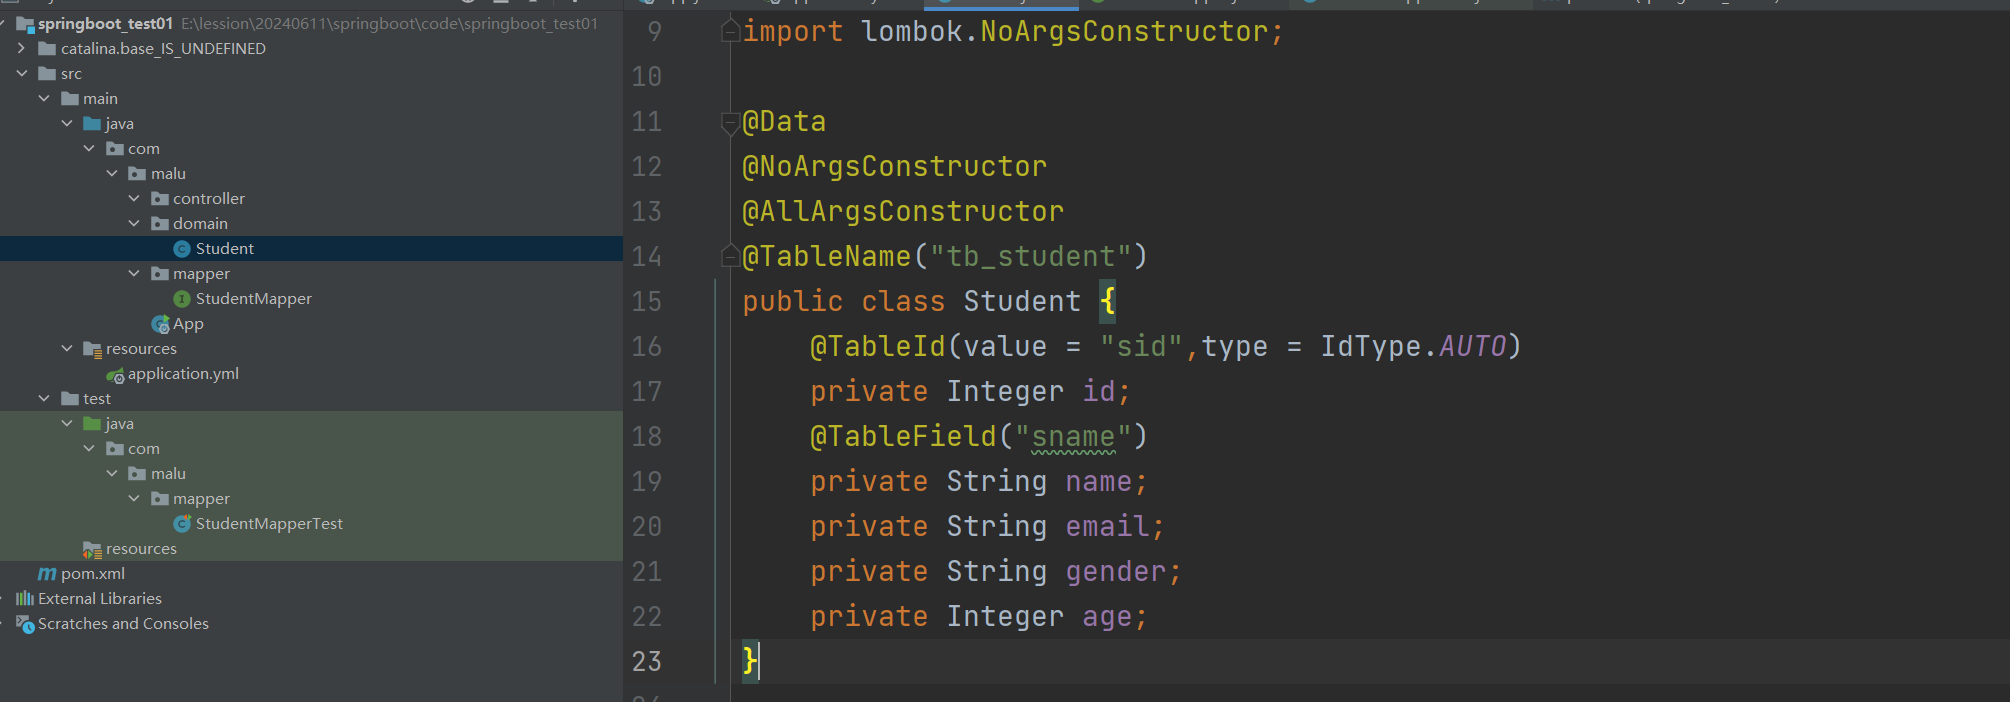 springboot_test01 E:\lession\20240611\springboot\code\springboot_test01
catalina.base_IS_UNDEFINED
src
main
java
com
malu
controller
domain
Student
mapper
StudentMapper
App
resources
application.yml
test
java
com
malu
mapper
StudentMapperTest
resources
pom.xml
External Libraries
Scratches and Consoles
9 import lombok.NoArgsConstructor;
10
11 @Data
12 @NoArgsConstructor
13 @AllArgsConstructor
14 @TableName("tb_student")
15 public class Student {
16 @TableId(value = "sid",type = IdType.AUTO)
17 private Integer id;
18 @TableField("sname")
19 private String name;
20 private String email;
21 private String gender;
22 private Integer age;
23 }